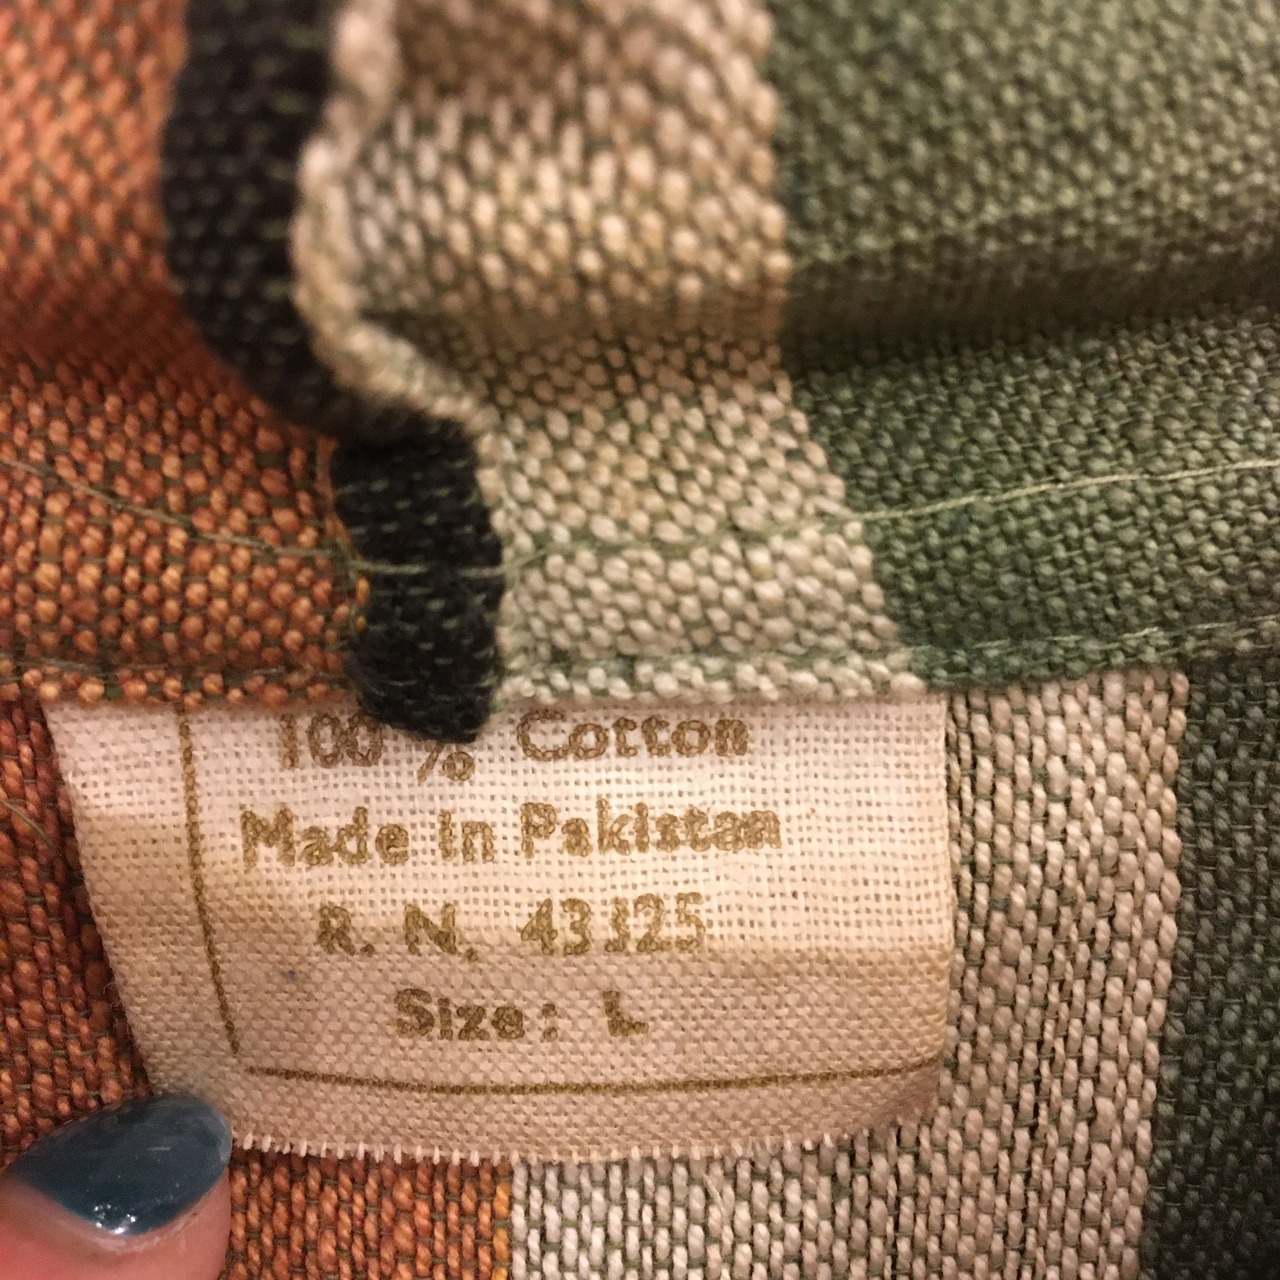 100 % Cotton
Made in Pakistan
R. N. 43125
Size: L